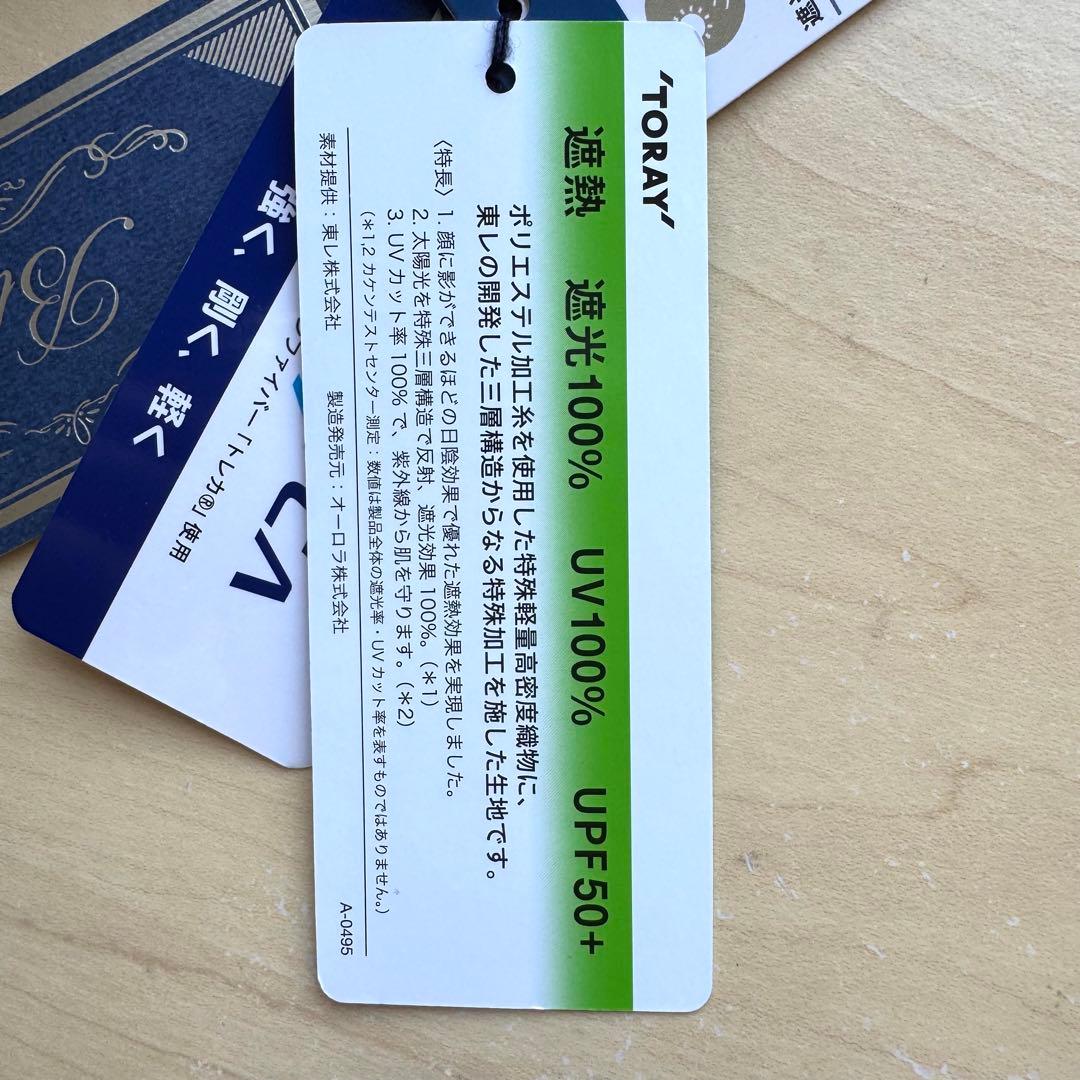 'TORAY'
遮熱 遮光100% UV100% UPF50+
ポリエステル加工糸を使用した特殊軽量高密度織物に、
東レの開発した三層構造からなる特殊加工を施した生地です。
〈特長〉 1. 顔に影ができるほどの日陰効果で優れた遮熱効果を実現しました。
2. 太陽光を特殊三層構造で反射、遮光効果 100%。(*1)
3. UV カット率 100% で、紫外線から肌を守ります。(*2)
(*1,2 カケンテストセンター測定：数値は製品全体の遮光率・UV カット率を表すものではありません。)
素材提供：東レ株式会社 製造発売元：オーロラ株式会社
A-0495
強く、剛く、軽く
ファイバー「トレカ®」使用